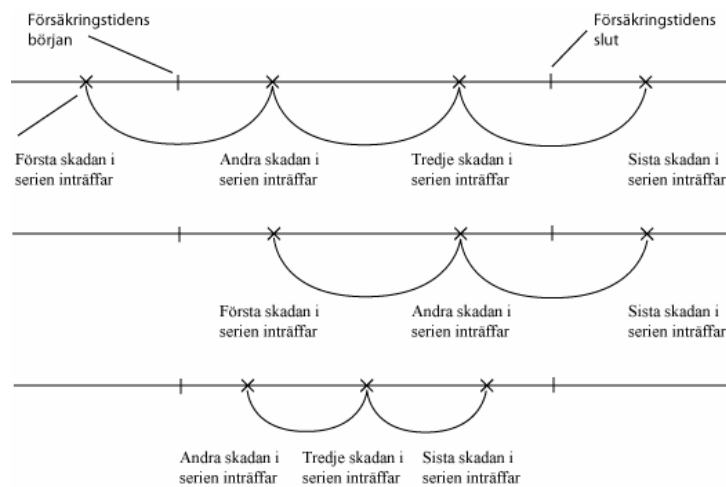 Försäkringstidens
början
Försäkringstidens
slut
Första skadan i
serien inträffar
Andra skadan i
serien inträffar
Tredje skadan i
serien inträffar
Sista skadan i
serien inträffar
Första skadan i
serien inträffar
Andra skadan i
serien inträffar
Sista skadan i
serien inträffar
Andra skadan i
serien inträffar
Tredje skadan i
serien inträffar
Sista skadan i
serien inträffar